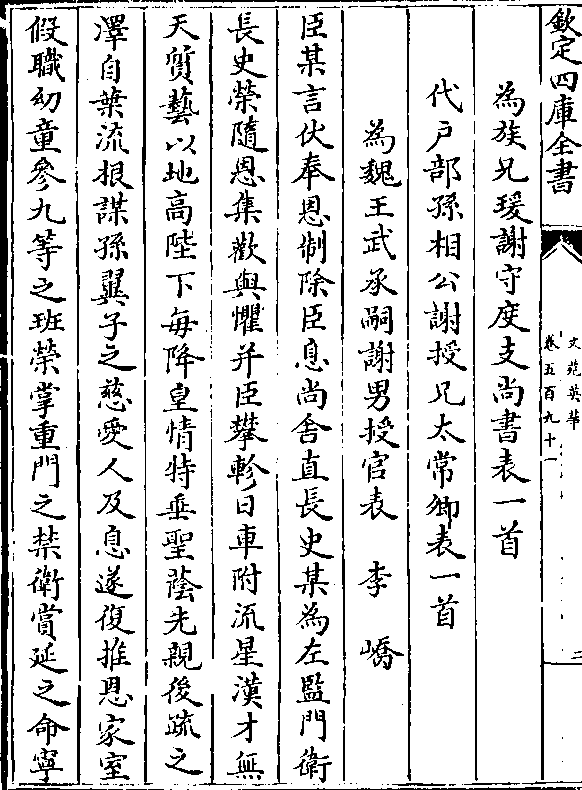 欽定四庫全書
文苑英華
卷五百九十一
二
為族兄瑗謝守度支尚書表一首
代戸部孫相公謝授兄太常卿表一首
為魏王武承嗣謝男授官表 李嶠
臣某言伏奉恩制除臣息尚舍直長史某為左監門衛
長史榮隨恩集歡與懼并臣攀軫日車附流星漢才無
天質藝以地高陛下每降皇情特垂聖蔭先親後疏之
澤自葉流根謀孫翼子之慈愛人及息遂復推恩家室
假職幼童參九等之班榮掌重門之禁衛賞延之命寧